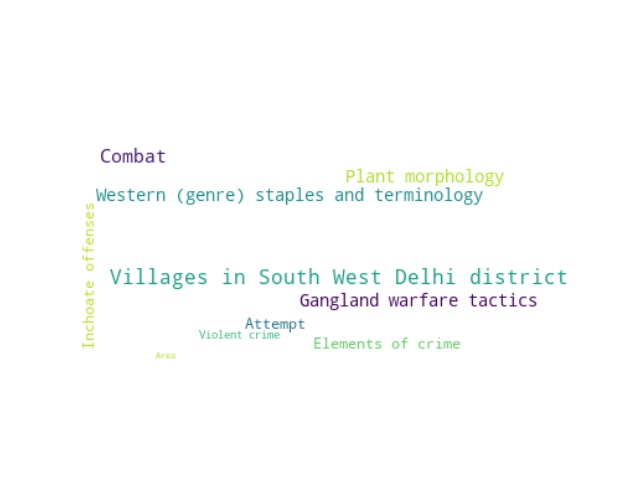 Combat
Plant morphology
Western (genre) staples and terminology
Inchoate offenses
Villages in South West Delhi district
Gangland warfare tactics
Attempt
Violent crime
Elements of crime
Area